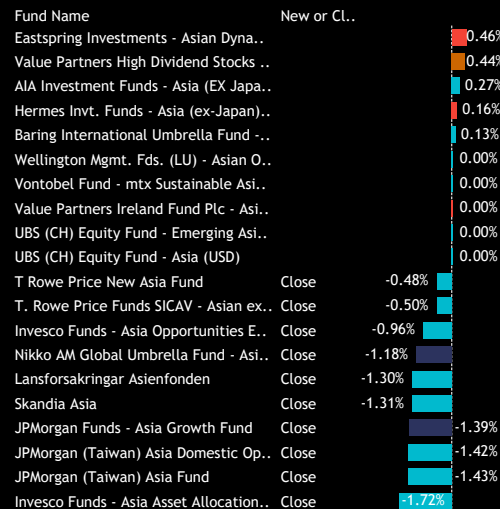 Fund Name New or Cl..
Eastspring Investments - Asian Dyna.. 0.46%
Value Partners High Dividend Stocks .. 0.44%
AIA Investment Funds - Asia (EX Japa.. 0.27%
Hermes Invt. Funds - Asia (ex-Japan).. 0.16%
Baring International Umbrella Fund -.. 0.13%
Wellington Mgmt. Fds. (LU) - Asian O.. 0.00%
Vontobel Fund - mtx Sustainable Asi.. 0.00%
Value Partners Ireland Fund Plc - Asi.. 0.00%
UBS (CH) Equity Fund - Emerging Asi.. 0.00%
UBS (CH) Equity Fund - Asia (USD) 0.00%
T Rowe Price New Asia Fund Close -0.48%
T. Rowe Price Funds SICAV - Asian ex.. Close -0.50%
Invesco Funds - Asia Opportunities E.. Close -0.96%
Nikko AM Global Umbrella Fund - Asi.. Close -1.18%
Lansforsakringar Asienfonden Close -1.30%
Skandia Asia Close -1.31%
JPMorgan Funds - Asia Growth Fund Close -1.39%
JPMorgan (Taiwan) Asia Domestic Op.. Close -1.42%
JPMorgan (Taiwan) Asia Fund Close -1.43%
Invesco Funds - Asia Asset Allocation.. Close -1.72%